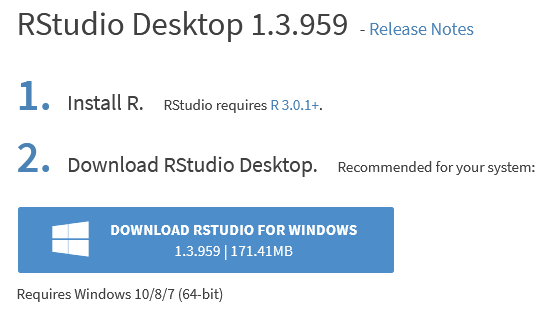 RStudio Desktop 1.3.959 - Release Notes
1. Install R. RStudio requires R 3.0.1+.
2. Download RStudio Desktop. Recommended for your system:
DOWNLOAD RSTUDIO FOR WINDOWS
1.3.959 | 171.41MB
Requires Windows 10/8/7 (64-bit)